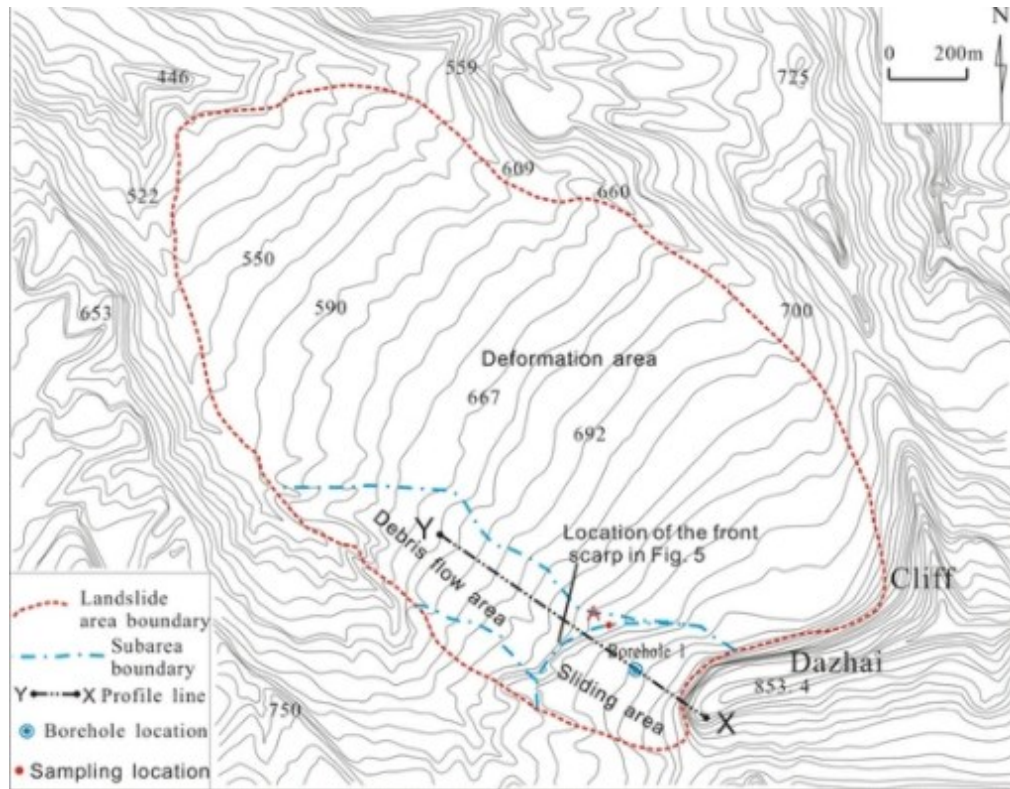 N
0 200m
446
559
725
609
660
522
550
653
590
700
Deformation area
667
692
Location of the front
scarp in Fig. 5
Y
Debris flow area
Cliff
Borehole 1
Dazhai
853. 4
Sliding area
X
750
Landslide
area boundary
Subarea
boundary
Y X Profile line
Borehole location
Sampling location